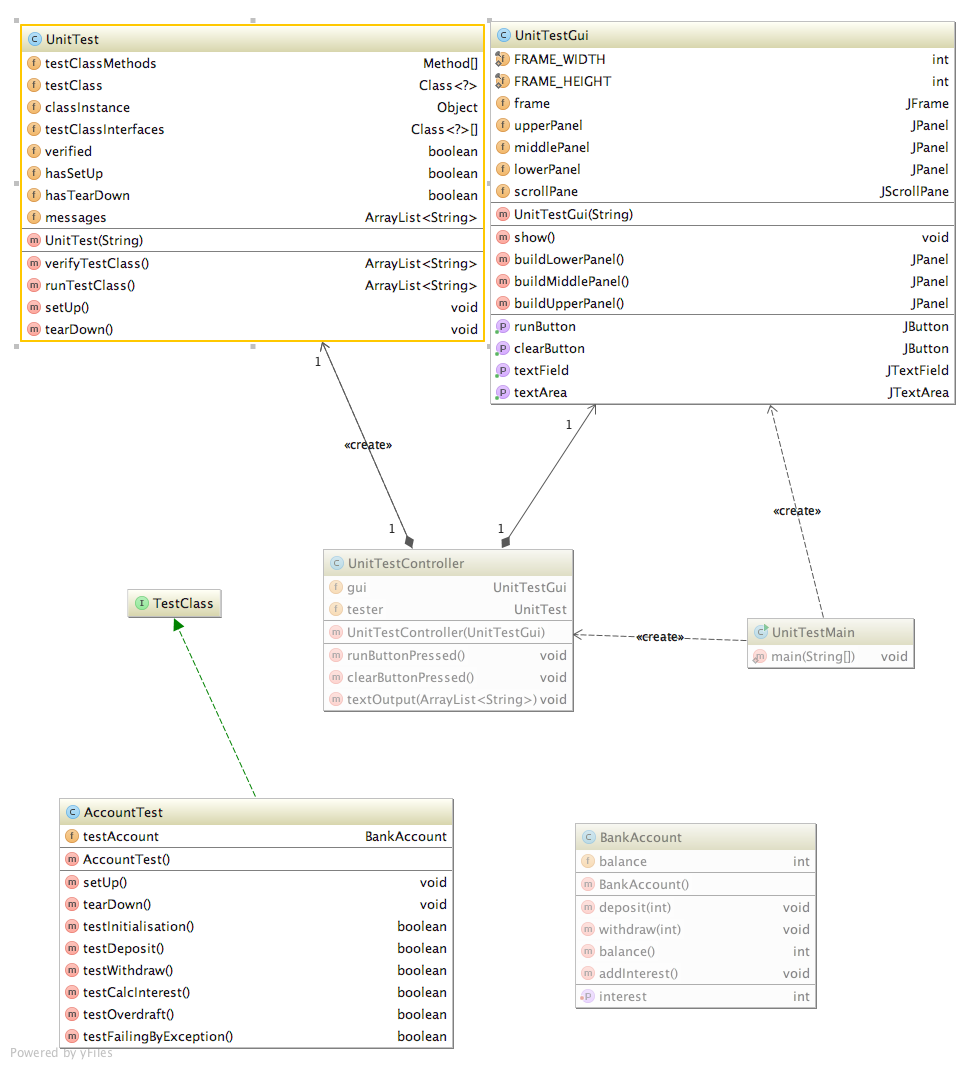 UnitTest
testClassMethods Method[]
testClass Class<?>
classInstance Object
testClassInterfaces Class<?>[]
verified boolean
hasSetUp boolean
hasTearDown boolean
messages ArrayList<String>
UnitTest(String)
verifyTestClass() ArrayList<String>
runTestClass() ArrayList<String>
setUp() void
tearDown() void
UnitTestGui
FRAME_WIDTH int
FRAME_HEIGHT int
frame JFrame
upperPanel JPanel
middlePanel JPanel
lowerPanel JPanel
scrollPane JScrollPane
UnitTestGui(String)
show() void
buildLowerPanel() JPanel
buildMiddlePanel() JPanel
buildUpperPanel() JPanel
runButton JButton
clearButton JButton
textField JTextField
textArea JTextArea
1
«create»
1
1
1
«create»
UnitTestController
gui UnitTestGui
tester UnitTest
UnitTestController(UnitTestGui)
runButtonPressed() void
clearButtonPressed() void
textOutput(ArrayList<String>) void
«create»
UnitTestMain
main(String[]) void
TestClass
AccountTest
testAccount BankAccount
AccountTest()
setUp() void
tearDown() void
testInitialisation() boolean
testDeposit() boolean
testWithdraw() boolean
testCalcInterest() boolean
testOverdraft() boolean
testFailingByException() boolean
BankAccount
balance int
BankAccount()
deposit(int) void
withdraw(int) void
balance() int
addInterest() void
interest int
Powered by yFiles